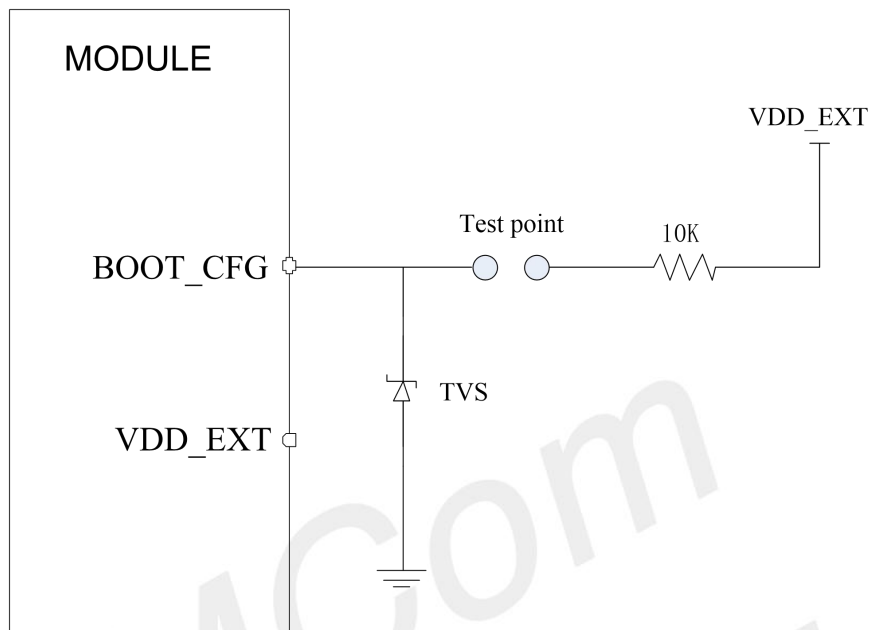 MODULE
VDD_EXT
Test point
10K
BOOT_CFG
TVS
VDD_EXT